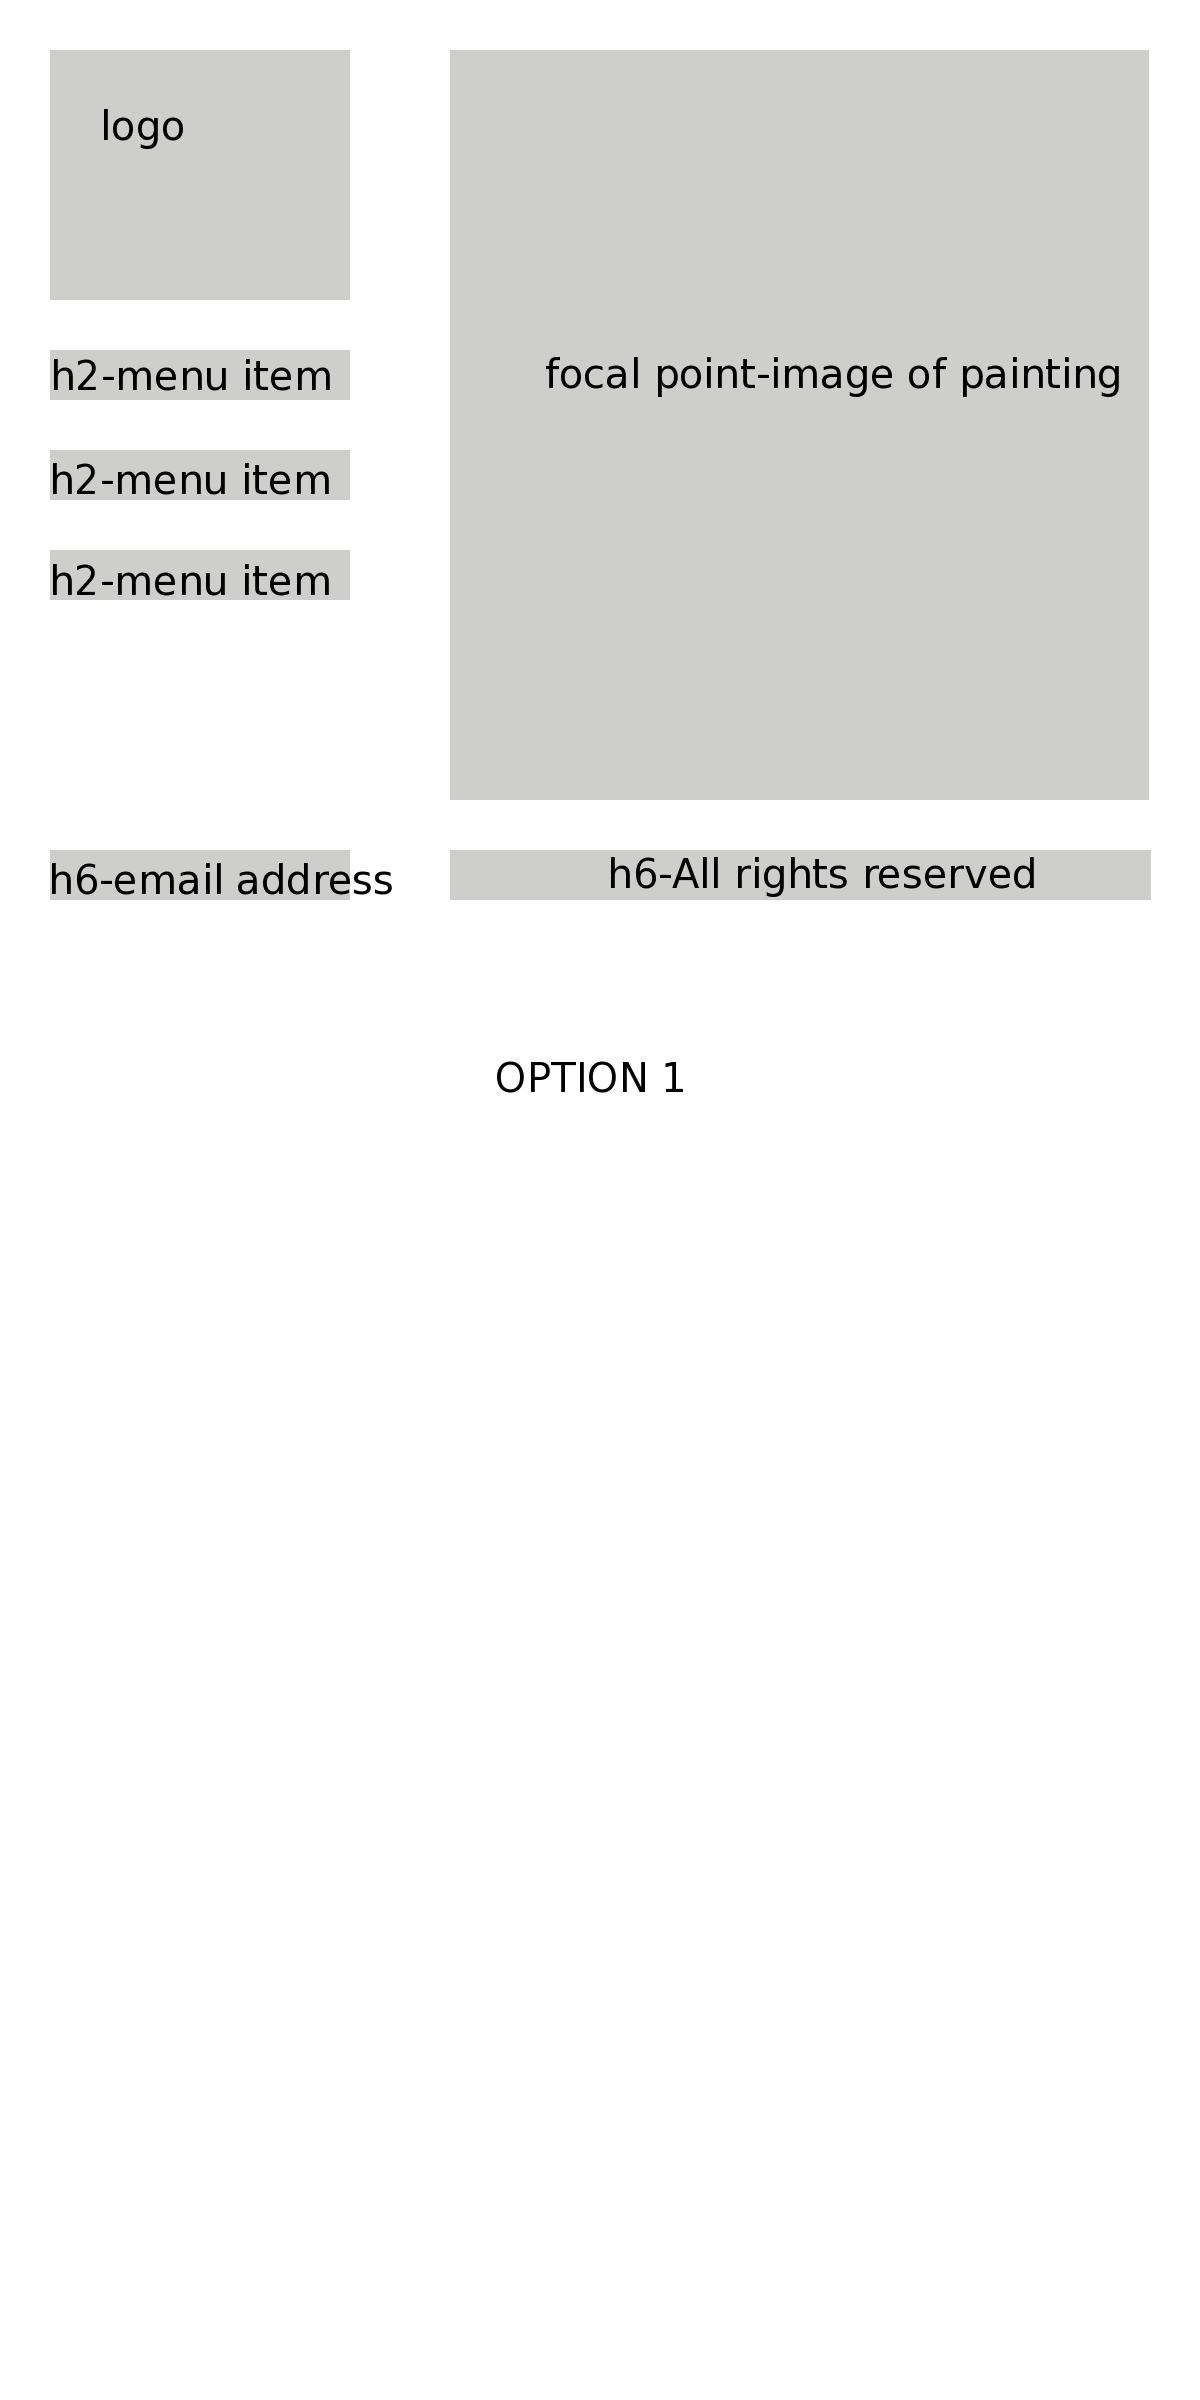 logo
h2-menu item
h2-menu item
h2-menu item
focal point-image of painting
h6-email address
h6-All rights reserved
OPTION 1